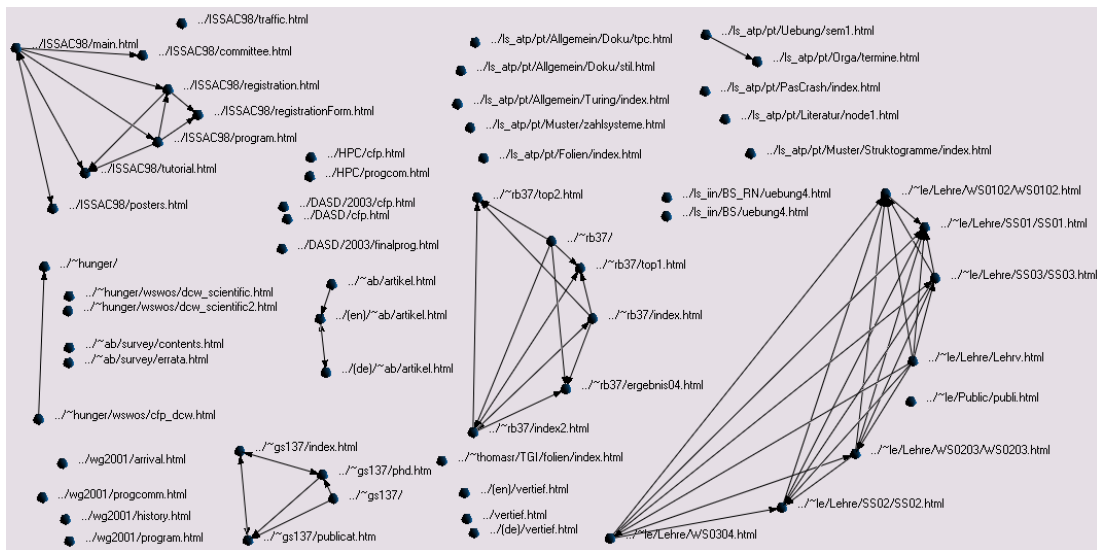 ../ISSAC98/traffic.html
../ISSAC98/main.html
../ISSAC98/committee.html
../ISSAC98/registration.html
../ISSAC98/registrationForm.html
../ISSAC98/program.html
../ISSAC98/tutorial.html
../ISSAC98/posters.html
../HPC/cfp.html
../HPC/progcom.html
../DASD/2003/cfp.html
../DASD/cfp.html
../DASD/2003/finalprog.html
../~hunger/
../~hunger/wswos/dcw_scientific.html
../~hunger/wswos/dcw_scientific2.html
../~ab/survey/contents.html
../~ab/survey/errata.html
../~hunger/wswos/cfp_dcw.html
../~ab/artikel.html
../(en)/~ab/artikel.html
../(de)/~ab/artikel.html
../wg2001/arrival.html
../wg2001/progcomm.html
../wg2001/history.html
../wg2001/program.html
../~gs137/index.html
../~gs137/phd.htm
../~gs137/
../~gs137/publicat.htm
../ls_atp/pt/Allgemein/Doku/tpc.html
../ls_atp/pt/Allgemein/Doku/stil.html
../ls_atp/pt/Allgemein/Turing/index.html
../ls_atp/pt/Muster/zahlsysteme.html
../ls_atp/pt/Folien/index.html
../~rb37/top2.html
../~rb37/
../~rb37/top1.html
../~rb37/index.html
../~rb37/ergebnis04.html
../~rb37/index2.html
../~thomasr/TGI/folien/index.html
../(en)/vertief.html
../vertief.html
../(de)/vertief.html
../ls_atp/pt/Uebung/sem1.html
../ls_atp/pt/Orga/termine.html
../ls_atp/pt/PasCrash/index.html
../ls_atp/pt/Literatur/node1.html
../ls_atp/pt/Muster/Struktogramme/index.html
../ls_iin/BS_RN/uebung4.html
../ls_iin/BS/uebung4.html
../~le/Lehre/WS0102/WS0102.html
../~le/Lehre/SS01/SS01.html
../~le/Lehre/SS03/SS03.html
../~le/Lehre/Lehrv.html
../~le/Public/publi.html
../~le/Lehre/WS0203/WS0203.html
../~le/Lehre/SS02/SS02.html
../~le/Lehre/WS0304.html